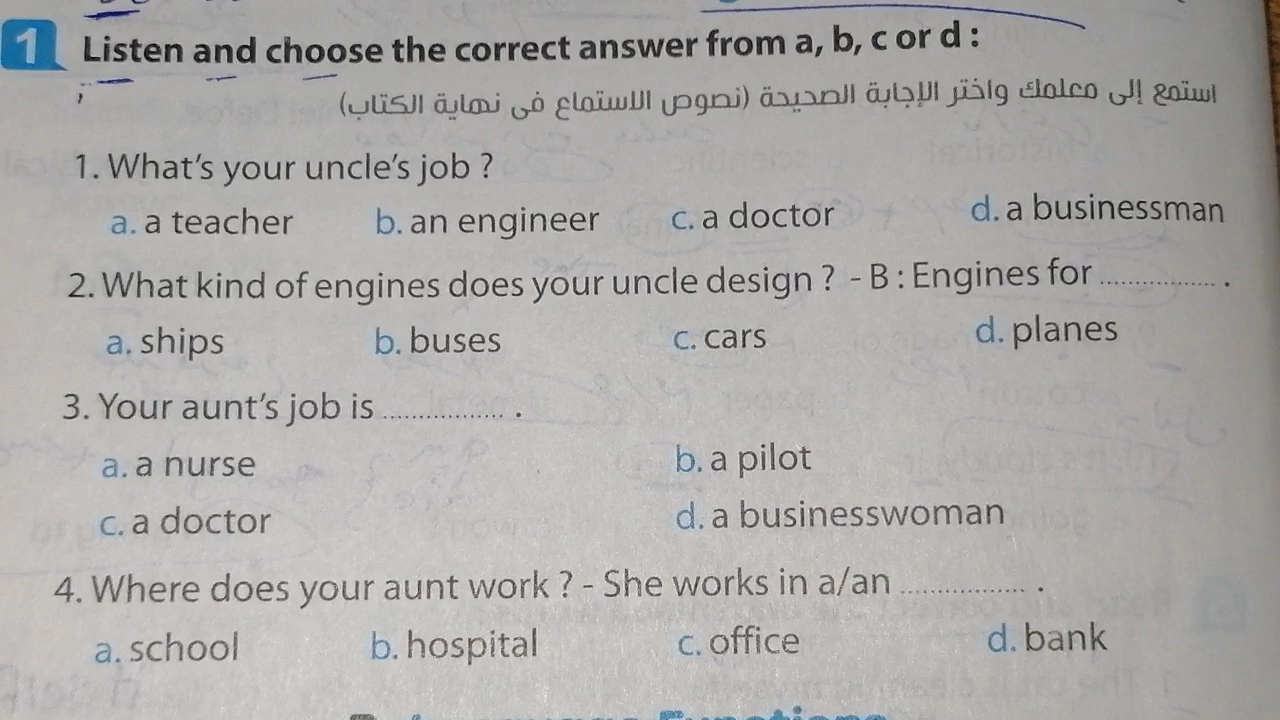 1 Listen and choose the correct answer from a, b, c or d :
استمع إلى معلمك واختر الإجابة الصحيحة (نصوص الاستماع فى نهاية الكتاب)
1. What's your uncle's job ?
a. a teacher b. an engineer c. a doctor d. a businessman
2. What kind of engines does your uncle design ? - B : Engines for ................. .
a. ships b. buses c. cars d. planes
3. Your aunt's job is ................. .
a. a nurse b. a pilot
c. a doctor d. a businesswoman
4. Where does your aunt work ? - She works in a/an ................. .
a. school b. hospital c. office d. bank